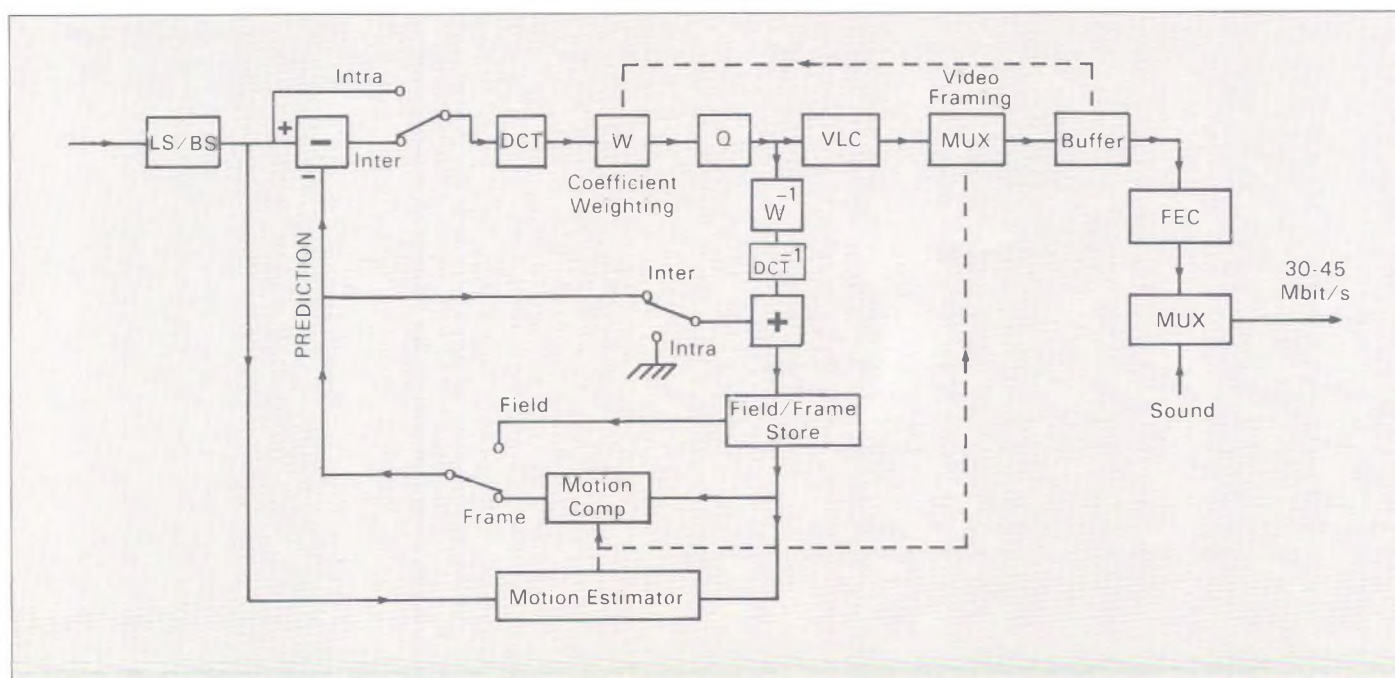 Intra
LS/BS
+
−
Inter
−
DCT
W
Coefficient
Weighting
Q
VLC
Video
Framing
MUX
Buffer
W⁻¹
DCT⁻¹
FEC
PREDICTION
Inter
+
Intra
MUX
30-45
Mbit/s
Sound
Field
Field/Frame
Store
Frame
Motion
Comp
Motion Estimator